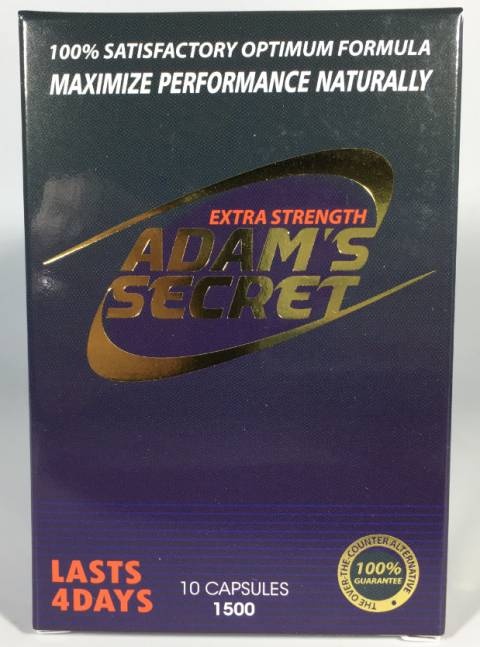 100% SATISFACTORY OPTIMUM FORMULA
MAXIMIZE PERFORMANCE NATURALLY
EXTRA STRENGTH
ADAM'S
SECRET
LASTS
4DAYS
10 CAPSULES
1500
THE OVER-THE-COUNTER ALTERNATIVE
100%
GUARANTEE